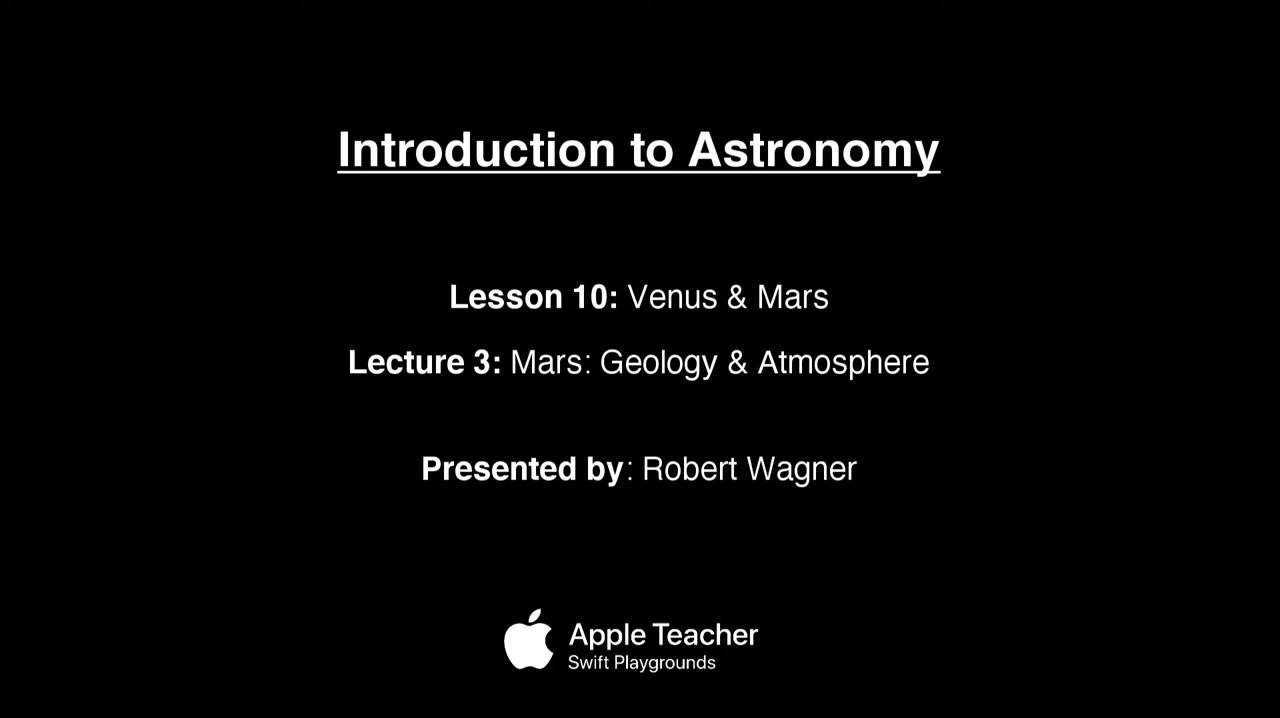 Introduction to Astronomy
Lesson 10: Venus & Mars
Lecture 3: Mars: Geology & Atmosphere
Presented by: Robert Wagner
Apple Teacher
Swift Playgrounds